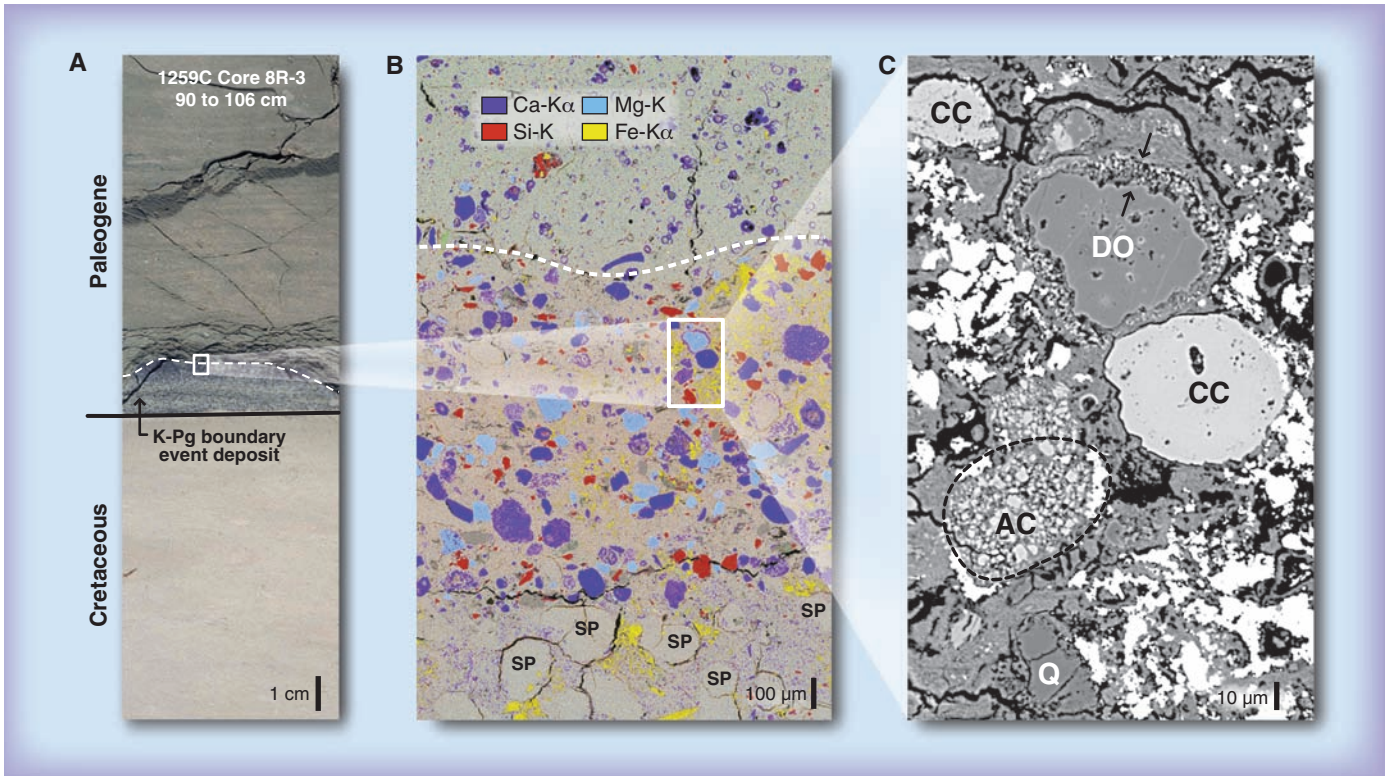 A
1259C Core 8R-3
90 to 106 cm
Paleogene
K-Pg boundary
event deposit
Cretaceous
1 cm
B
Ca-Kα
Mg-K
Si-K
Fe-Kα
SP
SP
SP
SP
SP
100 µm
C
CC
DO
CC
AC
Q
10 µm